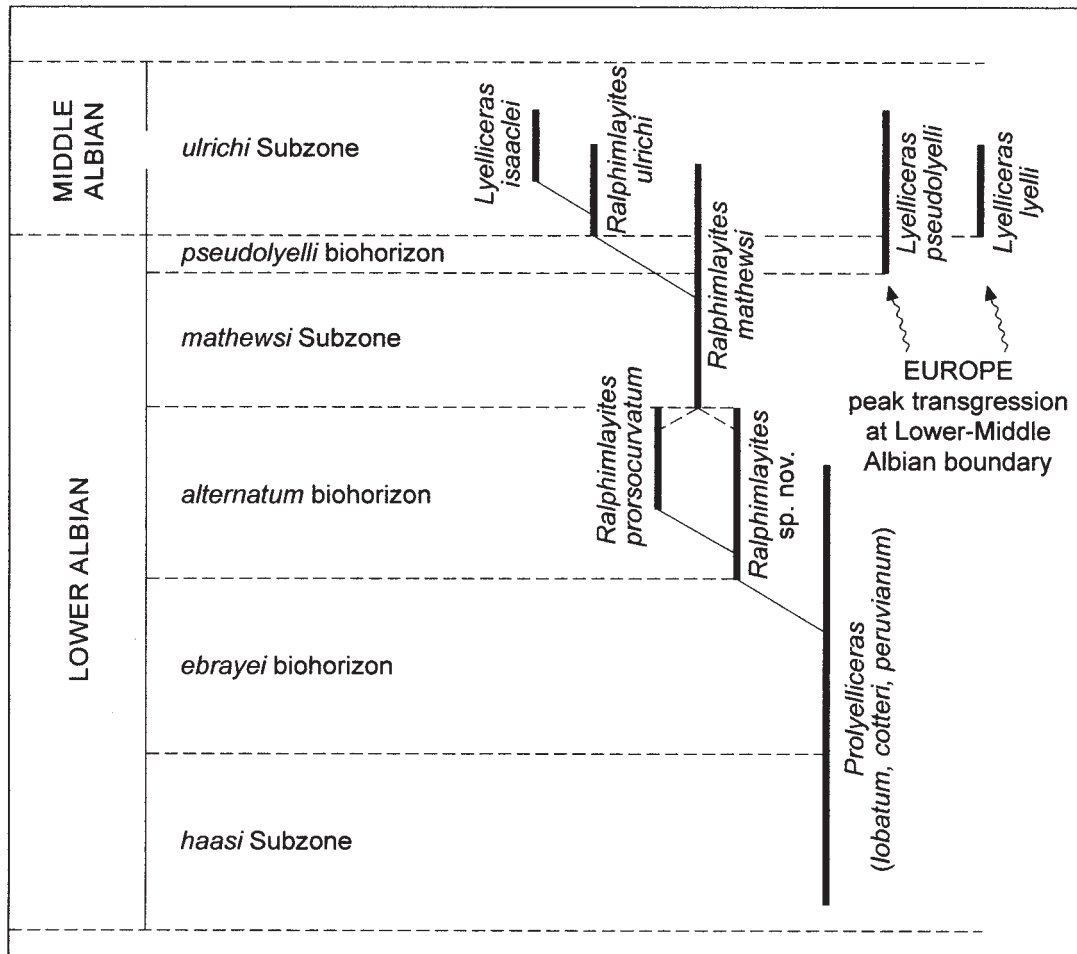 MIDDLE
ALBIAN
LOWER ALBIAN
ulrichi Subzone
pseudolyelli biohorizon
mathewsi Subzone
alternatum biohorizon
ebrayei biohorizon
haasi Subzone
Lyelliceras
isaaclei
Ralphimlayites
ulrichi
Ralphimlayites
mathewsi
Ralphimlayites
prorsocurvatum
Ralphimlayites
sp. nov.
Prolyelliceras
(lobatum, cotteri, peruvianum)
Lyelliceras
pseudolyelli
Lyelliceras
lyelli
EUROPE
peak transgression
at Lower-Middle
Albian boundary